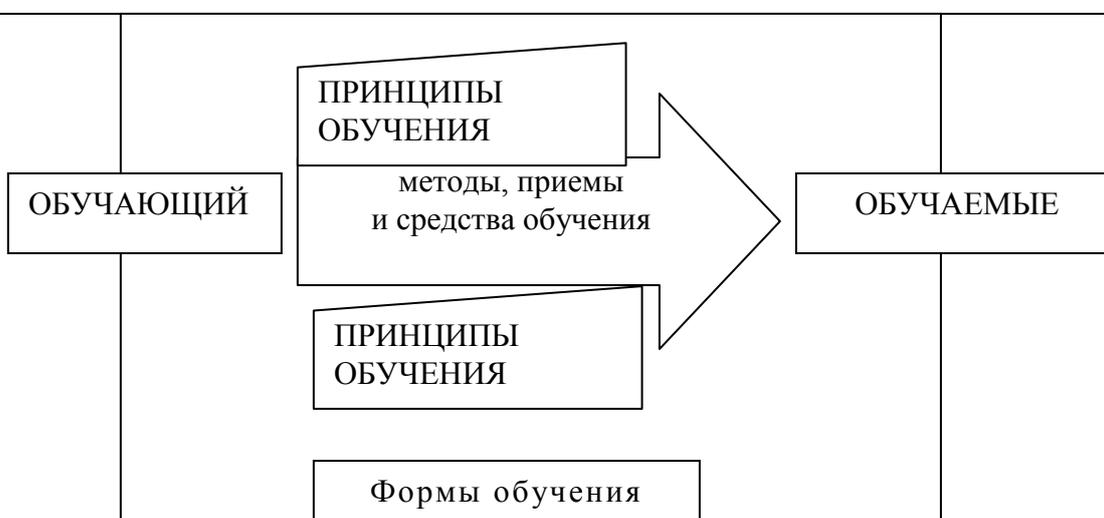 ПРИНЦИПЫ
ОБУЧЕНИЯ
методы, приемы
и средства обучения
ОБУЧАЮЩИЙ
ОБУЧАЕМЫЕ
ПРИНЦИПЫ
ОБУЧЕНИЯ
Формы обучения